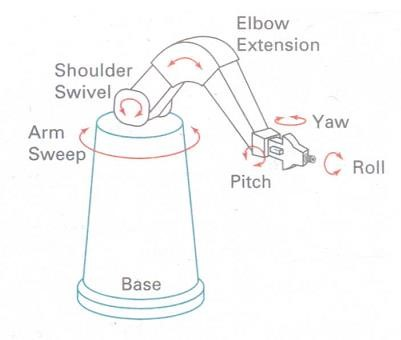 Elbow
Extension
Shoulder
Swivel
Arm
Sweep
Yaw
Pitch
Roll
Base